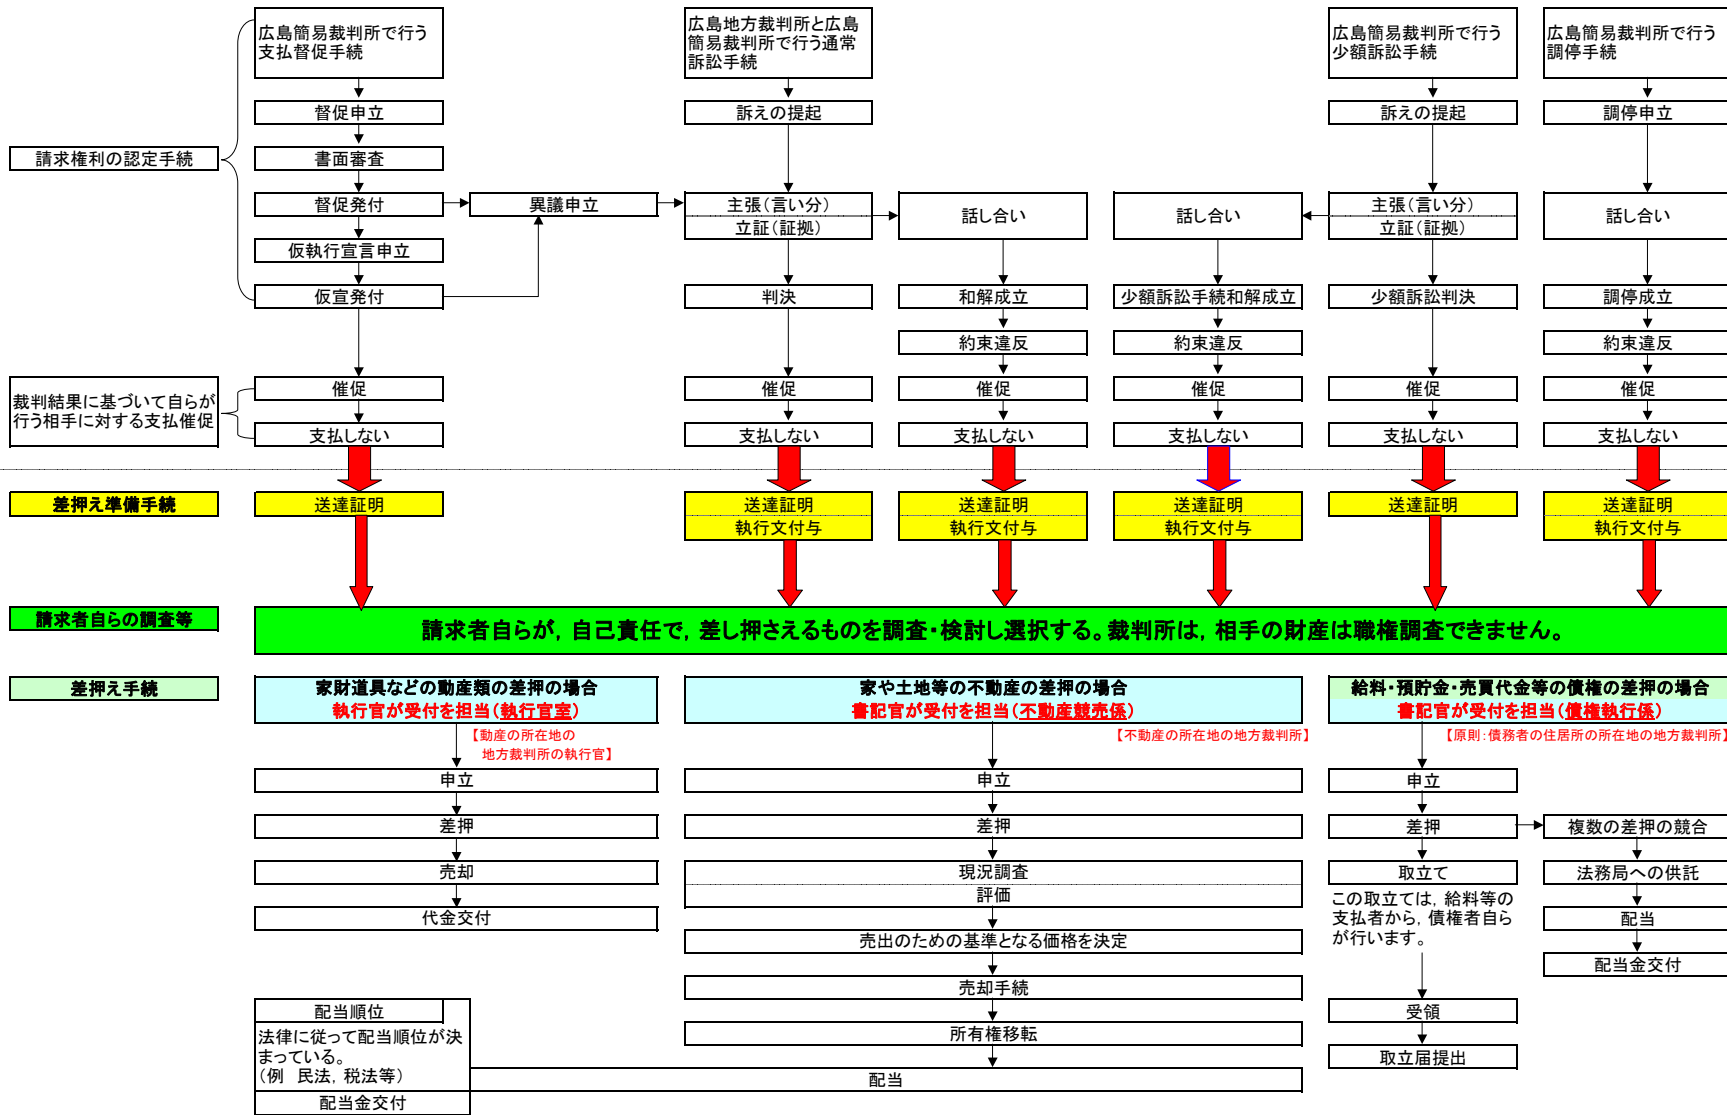 広島簡易裁判所で行う
支払督促手続
広島地方裁判所と広島
簡易裁判所で行う通常
訴訟手続
広島簡易裁判所で行う
少額訴訟手続
広島簡易裁判所で行う
調停手続
督促申立
訴えの提起
訴えの提起
調停申立
請求権利の認定手続
書面審査
督促発付
異議申立
主張(言い分)
立証(証拠)
話し合い
話し合い
主張(言い分)
立証(証拠)
話し合い
仮執行宣言申立
仮宣発付
判決
和解成立
少額訴訟手続和解成立
少額訴訟判決
調停成立
約束違反
約束違反
約束違反
裁判結果に基づいて自らが
行う相手に対する支払催促
催促
催促
催促
催促
催促
催促
支払しない
支払しない
支払しない
支払しない
支払しない
支払しない
差押え準備手続
送達証明
送達証明
執行文付与
送達証明
執行文付与
送達証明
執行文付与
送達証明
送達証明
執行文付与
請求者自らの調査等
請求者自らが，自己責任で，差し押さえるものを調査・検討し選択する。裁判所は，相手の財産は職権調査できません。
差押え手続
家財道具などの動産類の差押の場合
執行官が受付を担当(執行官室)
【動産の所在地の
地方裁判所の執行官】
家や土地等の不動産の差押の場合
書記官が受付を担当(不動産競売係)
【不動産の所在地の地方裁判所】
給料・預貯金・売買代金等の債権の差押の場合
書記官が受付を担当(債権執行係)
【原則：債務者の住居所の所在地の地方裁判所】
申立
申立
申立
差押
差押
差押
複数の差押の競合
売却
現況調査
評価
取立て
法務局への供託
代金交付
この取立ては，給料等の
支払者から，債権者自ら
が行います。
配当
売出のための基準となる価格を決定
配当金交付
売却手続
配当順位
法律に従って配当順位が決
まっている。
(例　民法，税法等)
配当金交付
受領
所有権移転
取立届提出
配当